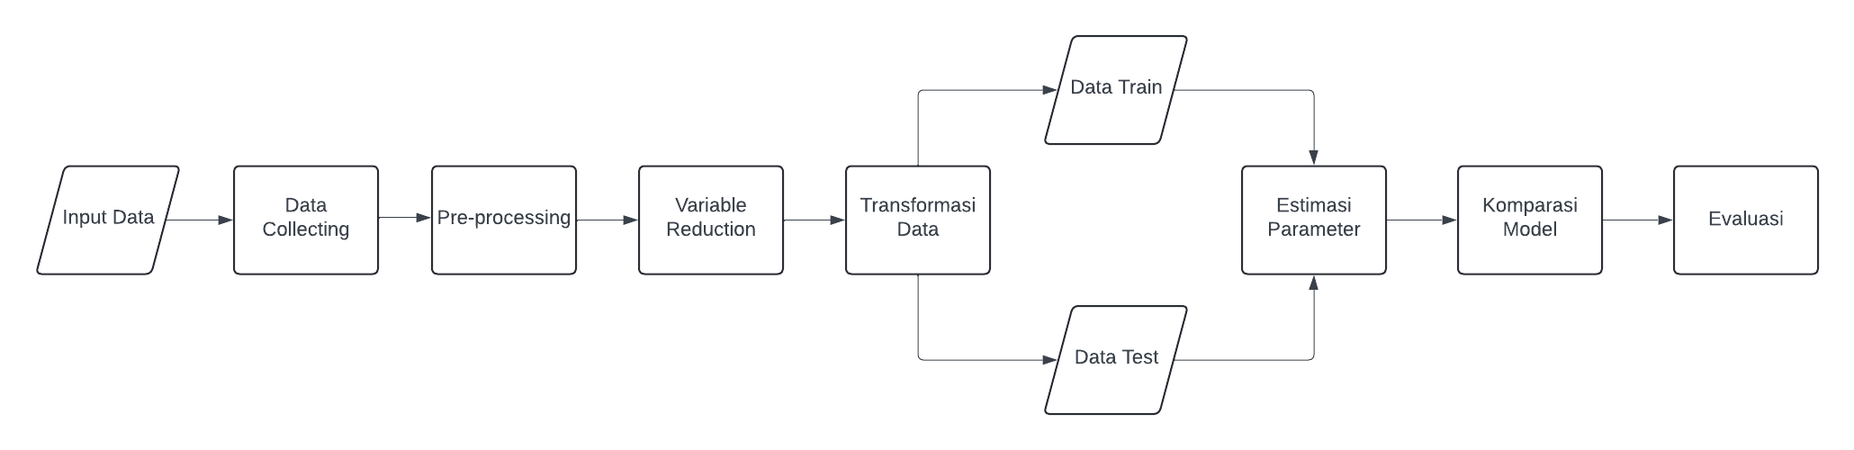 Input Data
Data
Collecting
Pre-processing
Variable
Reduction
Transformasi
Data
Data Train
Data Test
Estimasi
Parameter
Komparasi
Model
Evaluasi